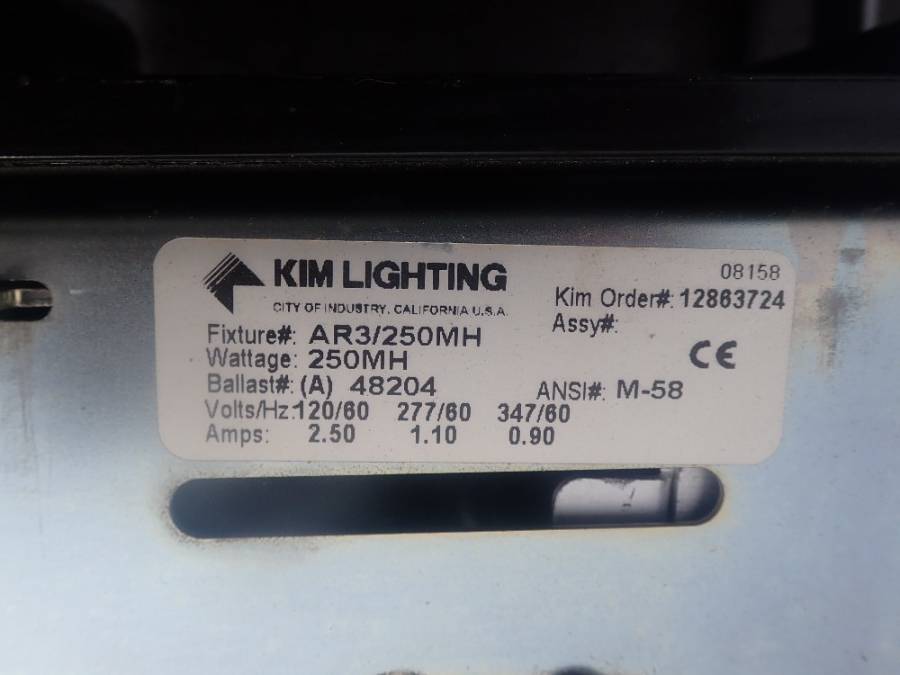 KIM LIGHTING
CITY OF INDUSTRY, CALIFORNIA U.S.A.
08158
Kim Order#: 12863724
Assy#:
Fixture#: AR3/250MH
Wattage: 250MH
CE
Ballast#: (A) 48204
ANSI#: M-58
Volts/Hz: 120/60 277/60 347/60
Amps: 2.50 1.10 0.90